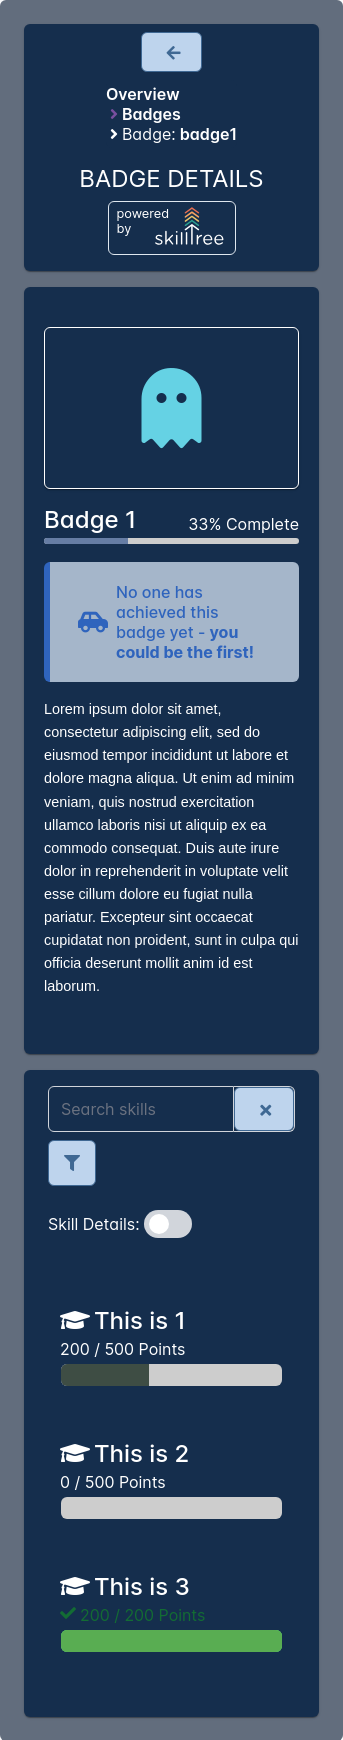 Overview
Badges
Badge: badge1
BADGE DETAILS
powered
by
skilltree
Badge 1
33% Complete
No one has
achieved this
badge yet - you
could be the first!
Lorem ipsum dolor sit amet,
consectetur adipiscing elit, sed do
eiusmod tempor incididunt ut labore et
dolore magna aliqua. Ut enim ad minim
veniam, quis nostrud exercitation
ullamco laboris nisi ut aliquip ex ea
commodo consequat. Duis aute irure
dolor in reprehenderit in voluptate velit
esse cillum dolore eu fugiat nulla
pariatur. Excepteur sint occaecat
cupidatat non proident, sunt in culpa qui
officia deserunt mollit anim id est
laborum.
Search skills
Skill Details:
This is 1
200 / 500 Points
This is 2
0 / 500 Points
This is 3
200 / 200 Points